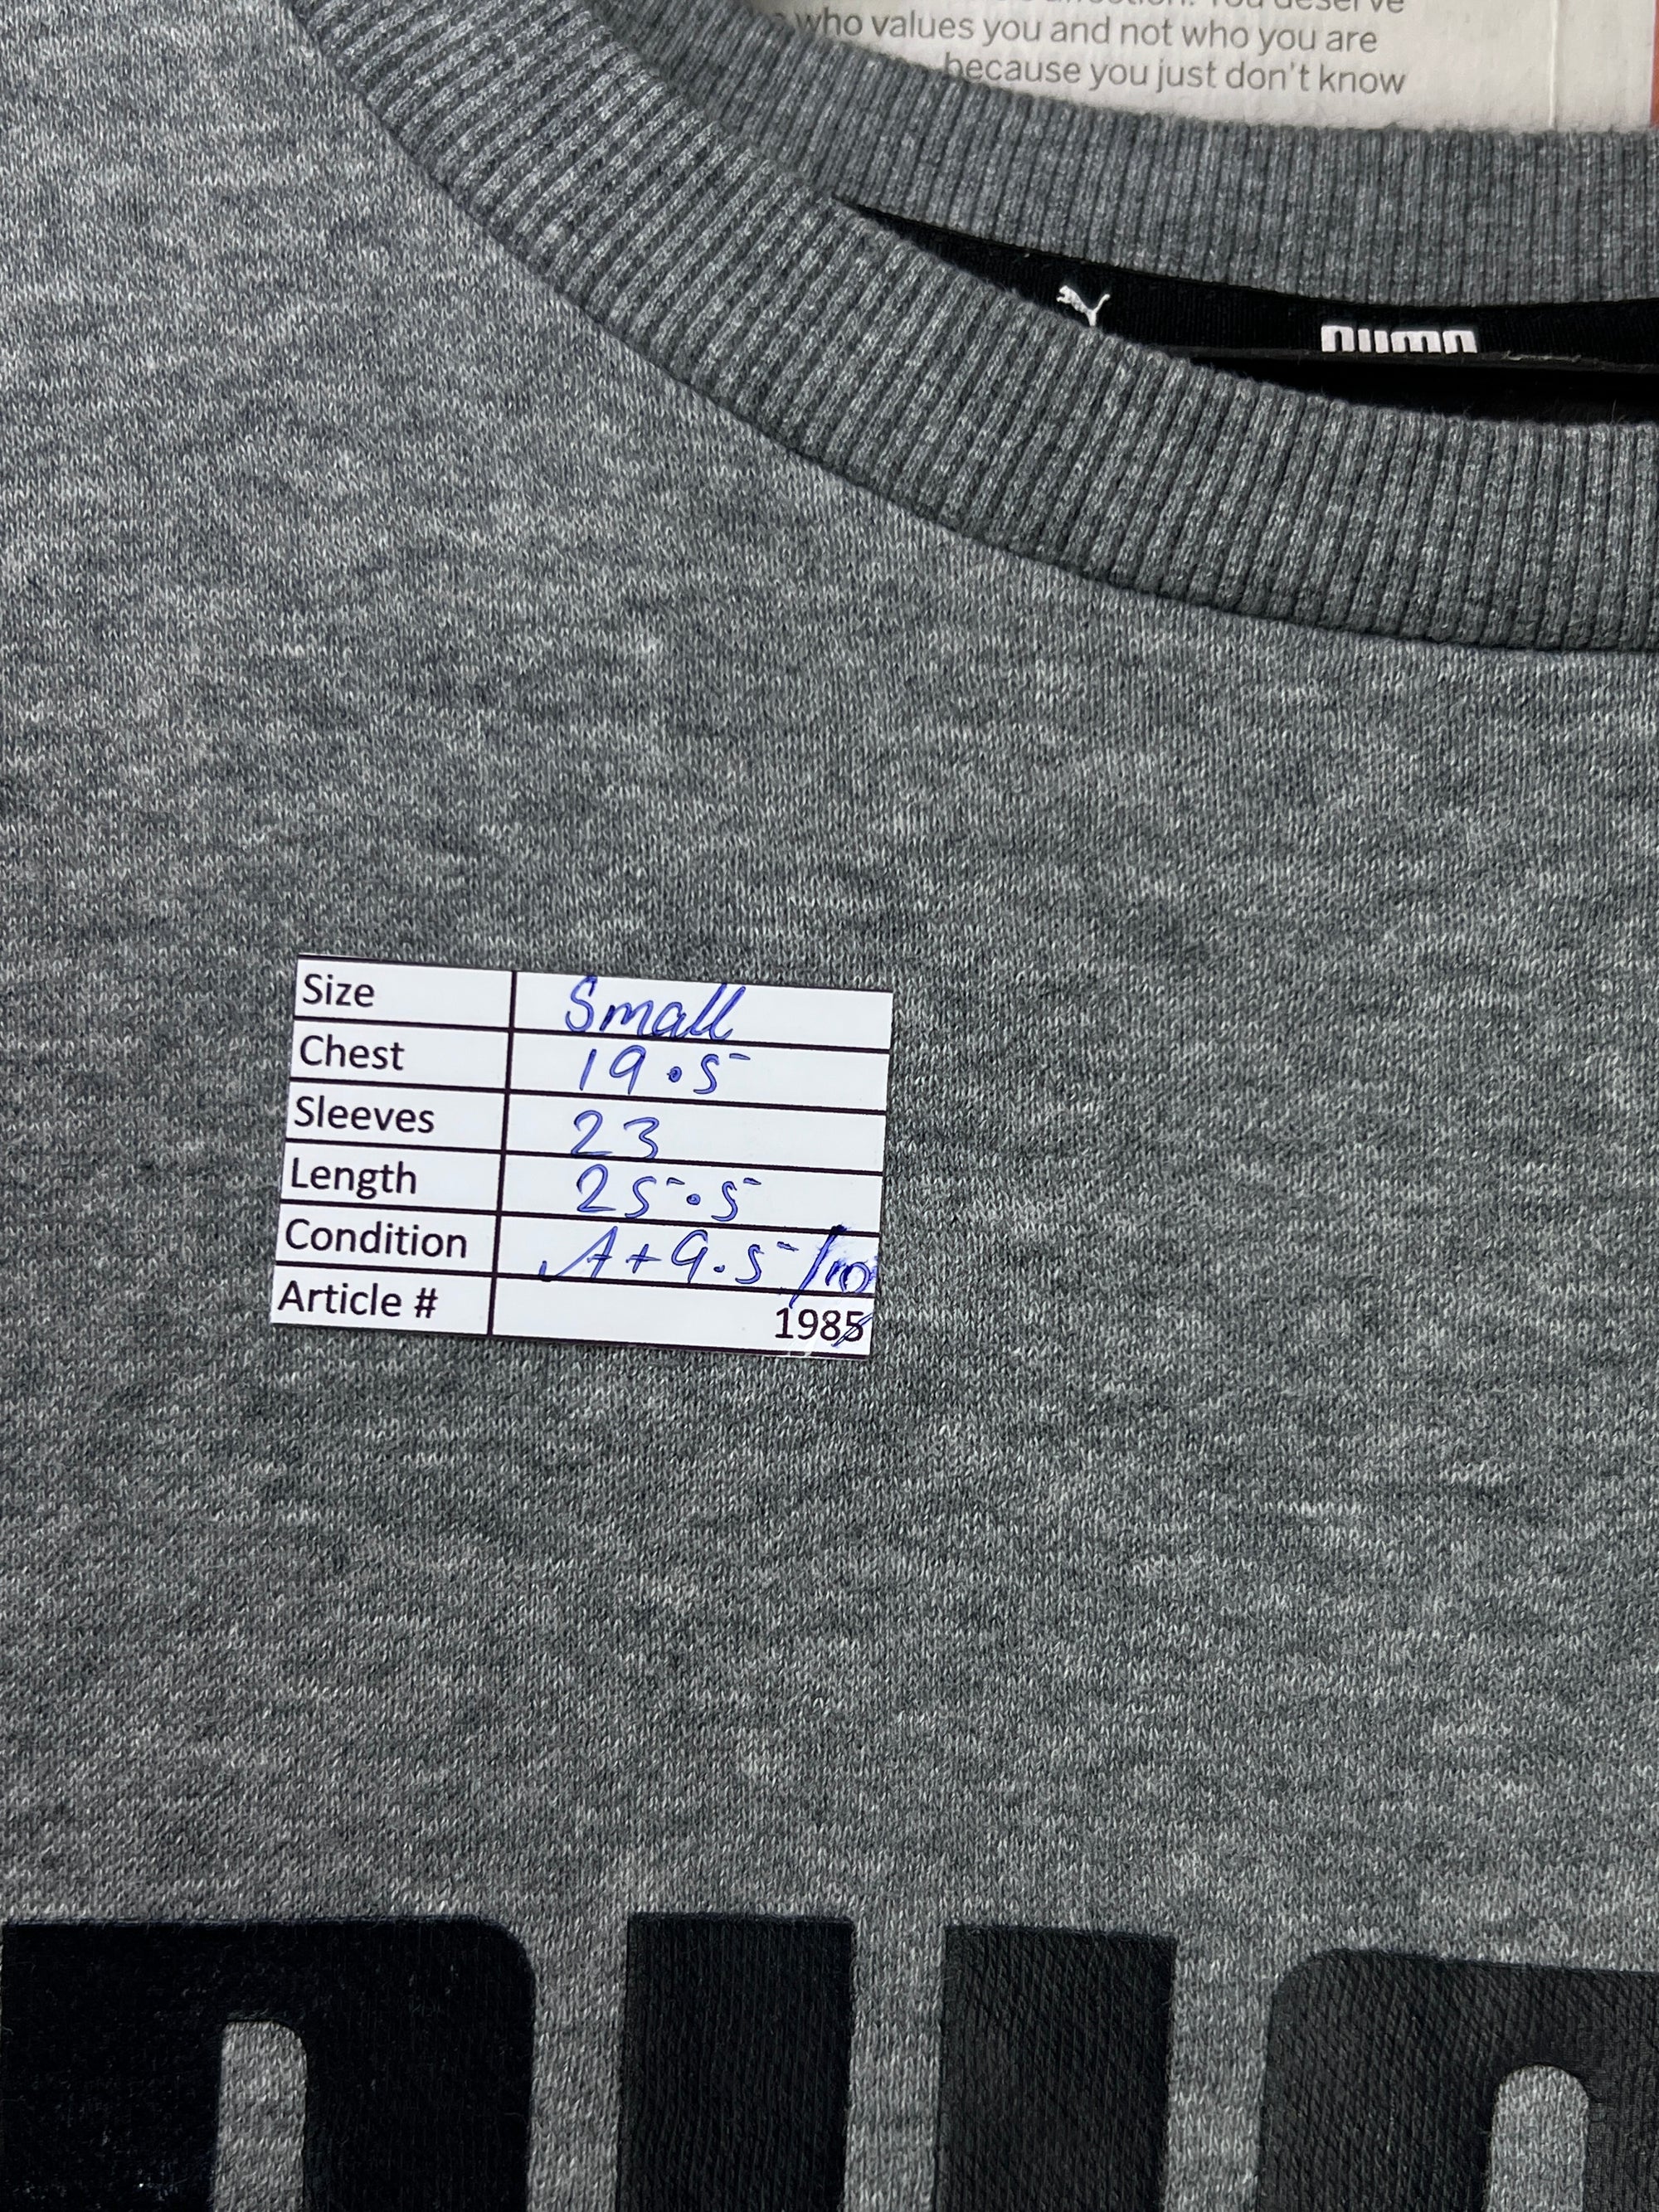 who values you and not who you are
because you just don't know
PUMA
Size Small
Chest 19.5
Sleeves 23
Length 25.5
Condition A+ 9.5/10
Article # 1985